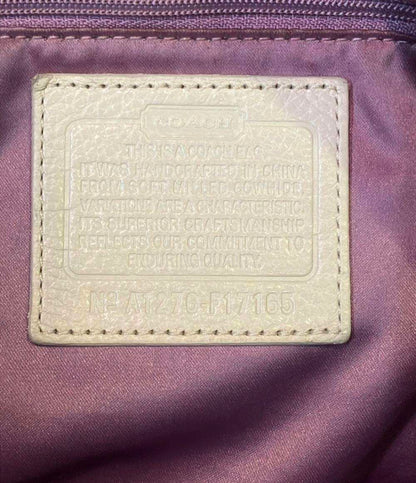 COACH
THIS IS A COACH BAG.
IT WAS HANDCRAFTED IN CHINA
FROM SOFT MILLED COWHIDE.
VARIATIONS ARE A CHARACTERISTIC.
ITS SUPERIOR CRAFTSMANSHIP
REFLECTS OUR COMMITMENT TO
ENDURING QUALITY.
Nº A1276-F17165